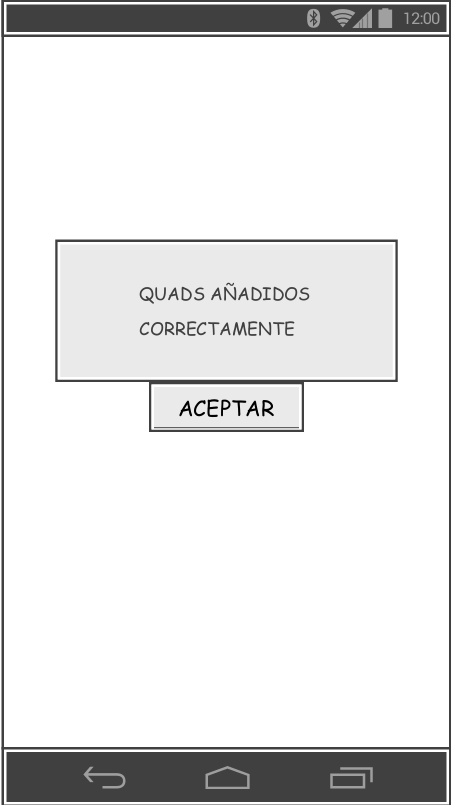 12:00
QUADS AÑADIDOS
CORRECTAMENTE
ACEPTAR